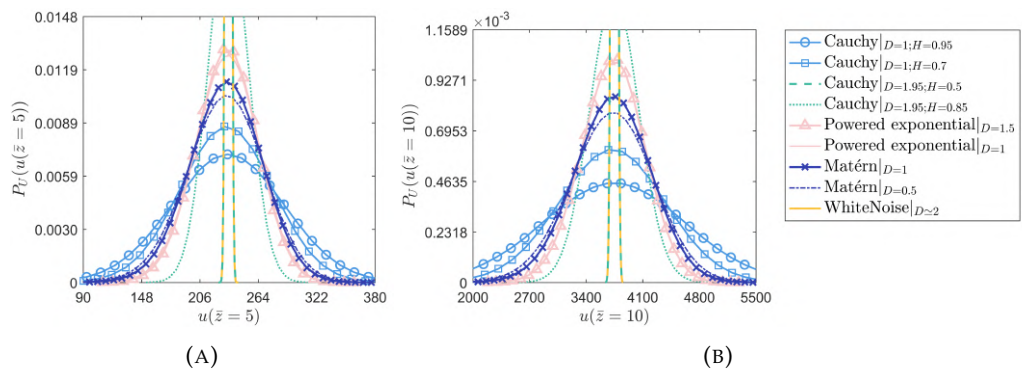 0.0148
0.0119
0.0089
0.0059
0.0030
0
90 148 206 264 322 380
P_U(u(z̄ = 5))
u(z̄ = 5)
(A)
×10⁻³
1.1589
0.9271
0.6953
0.4635
0.2318
0
2000 2700 3400 4100 4800 5500
P_U(u(z̄ = 10))
u(z̄ = 10)
(B)
Cauchy|D=1;H=0.95
Cauchy|D=1;H=0.7
Cauchy|D=1.95;H=0.5
Cauchy|D=1.95;H=0.85
Powered exponential|D=1.5
Powered exponential|D=1
Matérn|D=1
Matérn|D=0.5
WhiteNoise|D≃2